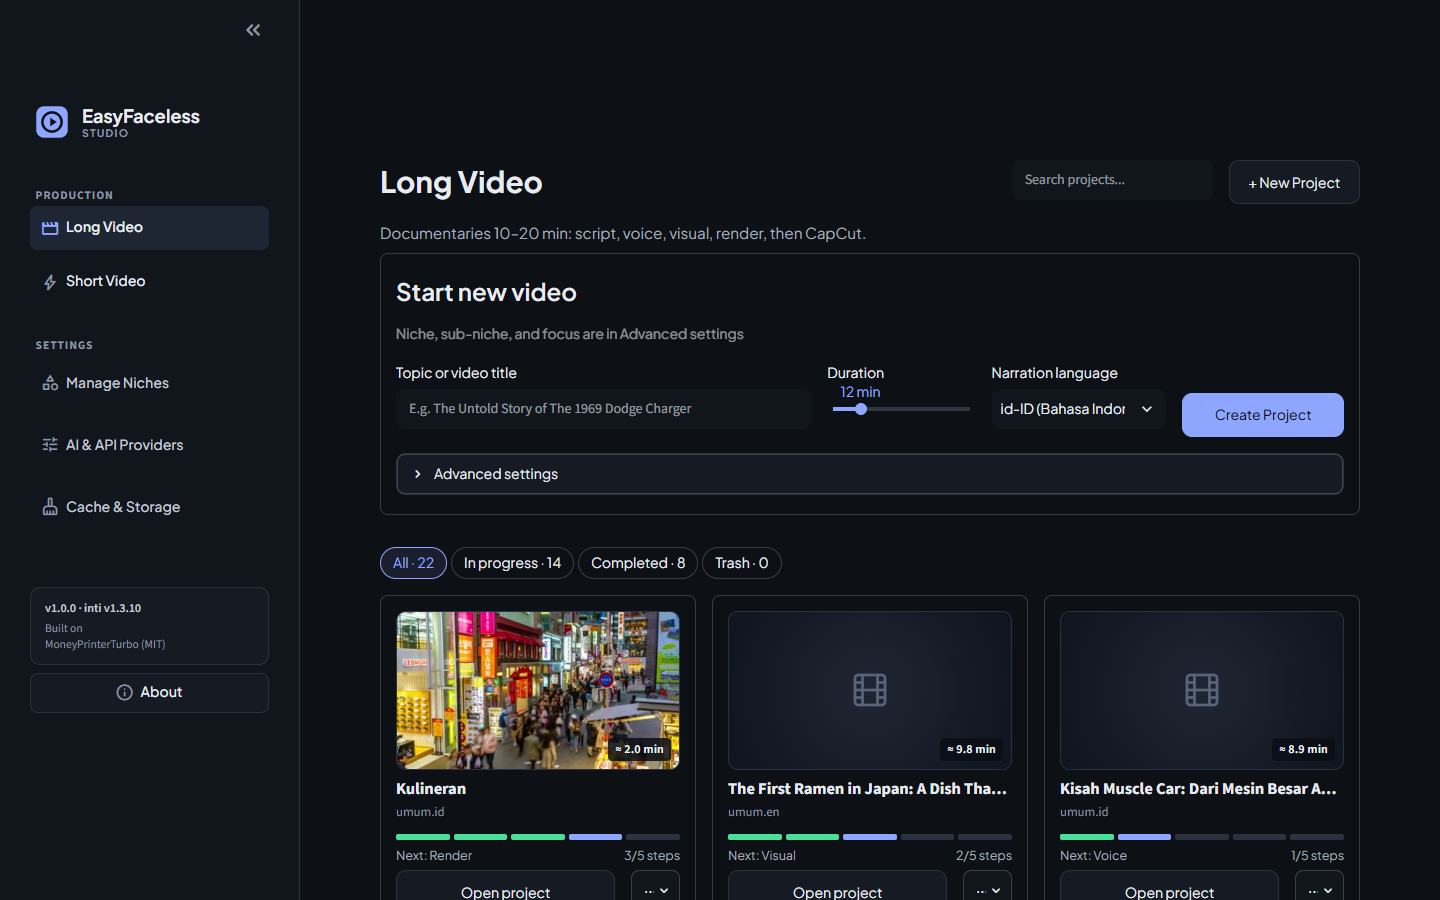 EasyFaceless
STUDIO
PRODUCTION
Long Video
Short Video
SETTINGS
Manage Niches
AI & API Providers
Cache & Storage
v1.0.0 · inti v1.3.10
Built on
MoneyPrinterTurbo (MIT)
About
Long Video
Search projects...
+ New Project
Documentaries 10–20 min: script, voice, visual, render, then CapCut.
Start new video
Niche, sub-niche, and focus are in Advanced settings
Topic or video title
Duration
Narration language
12 min
E.g. The Untold Story of The 1969 Dodge Charger
id-ID (Bahasa Indor
Create Project
Advanced settings
All · 22
In progress · 14
Completed · 8
Trash · 0
≈ 2.0 min
≈ 9.8 min
≈ 8.9 min
Kulineran
The First Ramen in Japan: A Dish Tha...
Kisah Muscle Car: Dari Mesin Besar A...
umum.id
umum.en
umum.id
Next: Render
3/5 steps
Next: Visual
2/5 steps
Next: Voice
1/5 steps
Open project
...
Open project
...
Open project
...